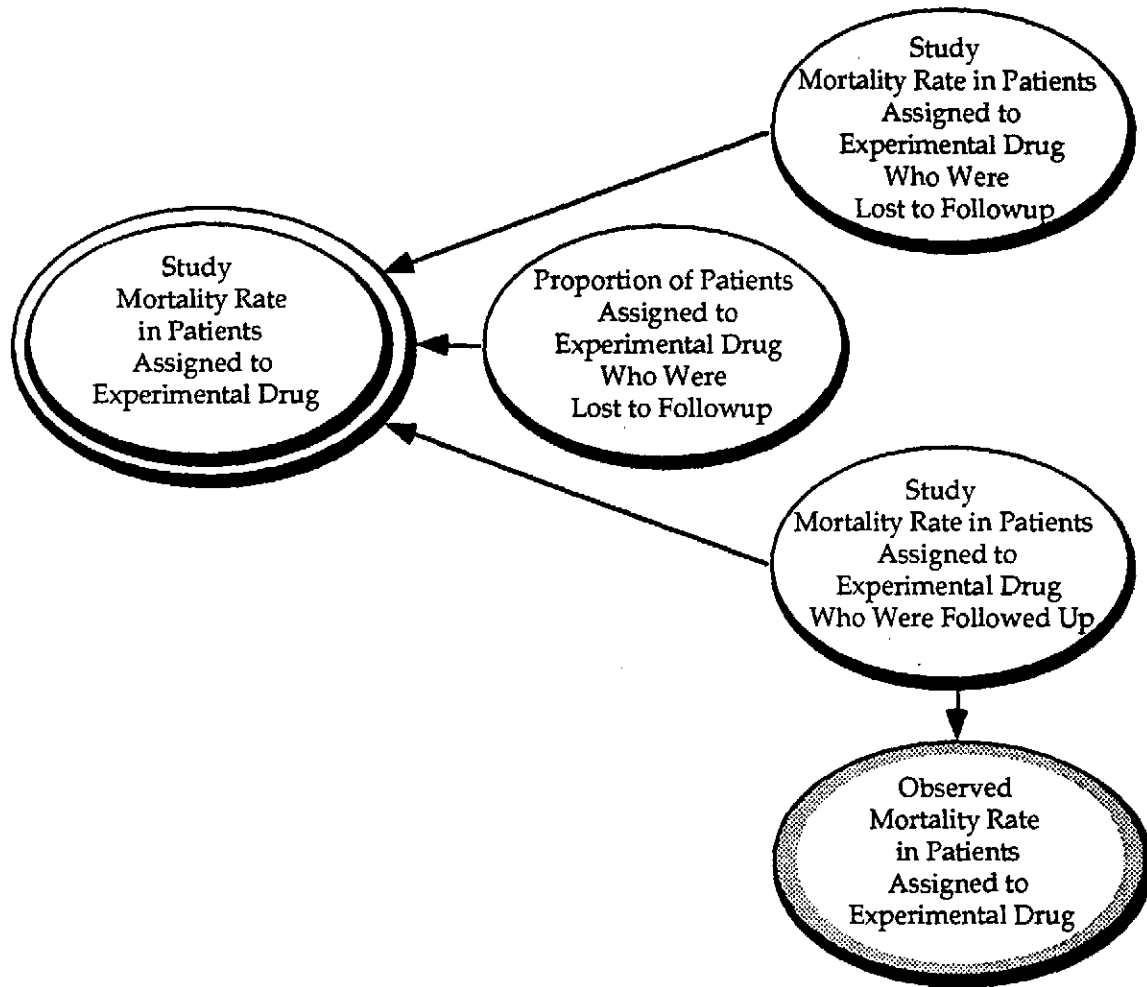 Study
Mortality Rate in Patients
Assigned to
Experimental Drug
Who Were
Lost to Followup
Study
Mortality Rate
in Patients
Assigned to
Experimental Drug
Proportion of Patients
Assigned to
Experimental Drug
Who Were
Lost to Followup
Study
Mortality Rate in Patients
Assigned to
Experimental Drug
Who Were Followed Up
Observed
Mortality Rate
in Patients
Assigned to
Experimental Drug